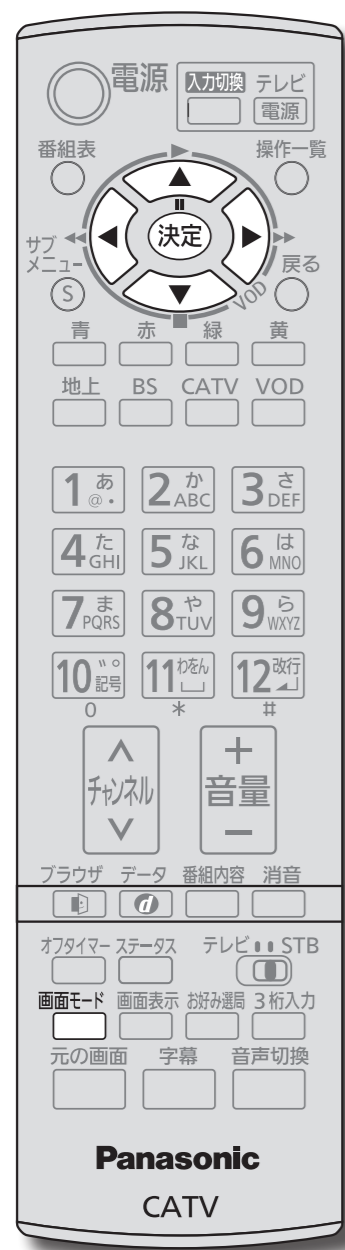 電源 入力切換 テレビ
電源
番組表 操作一覧
決定
サブ
メニュー
S
戻る
VOD
青 赤 緑 黄
地上 BS CATV VOD
1 あ @. 2 か ABC 3 さ DEF
4 た GHI 5 な JKL 6 は MNO
7 ま PQRS 8 や TUV 9 ら WXYZ
10 ゛゜ 記号 11 わをん 12 改行
0 * #
チャンネル + 音量 −
ブラウザ データ 番組内容 消音
d
オフタイマー ステータス テレビ STB
画面モード 画面表示 お好み選局 3桁入力
元の画面 字幕 音声切換
Panasonic
CATV